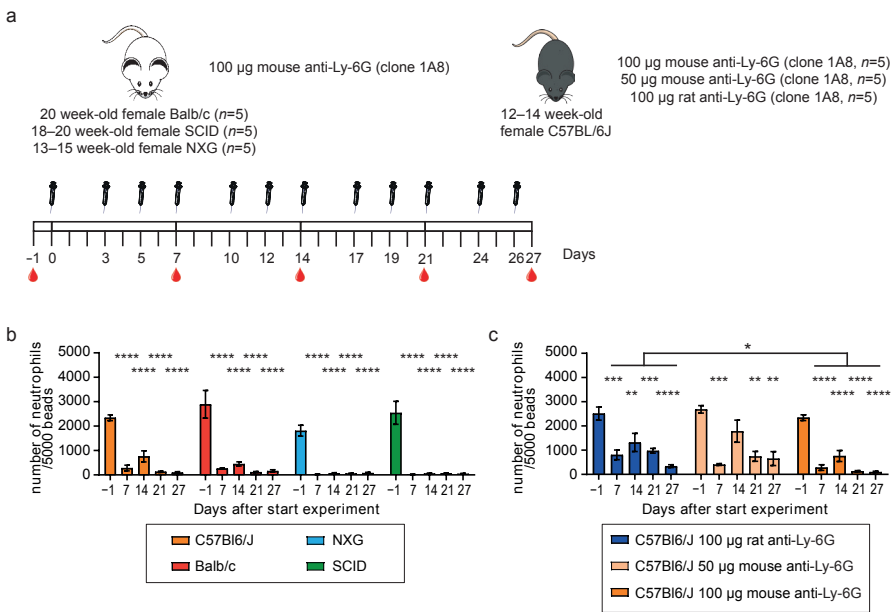 a
100 µg mouse anti-Ly-6G (clone 1A8)
20 week-old female Balb/c (n=5)
18–20 week-old female SCID (n=5)
13–15 week-old female NXG (n=5)
12–14 week-old
female C57BL/6J
100 µg mouse anti-Ly-6G (clone 1A8, n=5)
50 µg mouse anti-Ly-6G (clone 1A8, n=5)
100 µg rat anti-Ly-6G (clone 1A8, n=5)
–1 0 3 5 7 10 12 14 17 19 21 24 26 27 Days
b
number of neutrophils
/5000 beads
5000
4000
3000
2000
1000
0
**** **** **** **** **** **** **** ****
**** **** **** **** **** **** **** ****
–1 7 14 21 27 –1 7 14 21 27 –1 7 14 21 27 –1 7 14 21 27
Days after start experiment
C57Bl6/J
Balb/c
NXG
SCID
c
number of neutrophils
/5000 beads
5000
4000
3000
2000
1000
0
*
*** *** *** ** ** **** ****
** **** **** ****
–1 7 14 21 27 –1 7 14 21 27 –1 7 14 21 27
Days after start experiment
C57Bl6/J 100 µg rat anti-Ly-6G
C57Bl6/J 50 µg mouse anti-Ly-6G
C57Bl6/J 100 µg mouse anti-Ly-6G